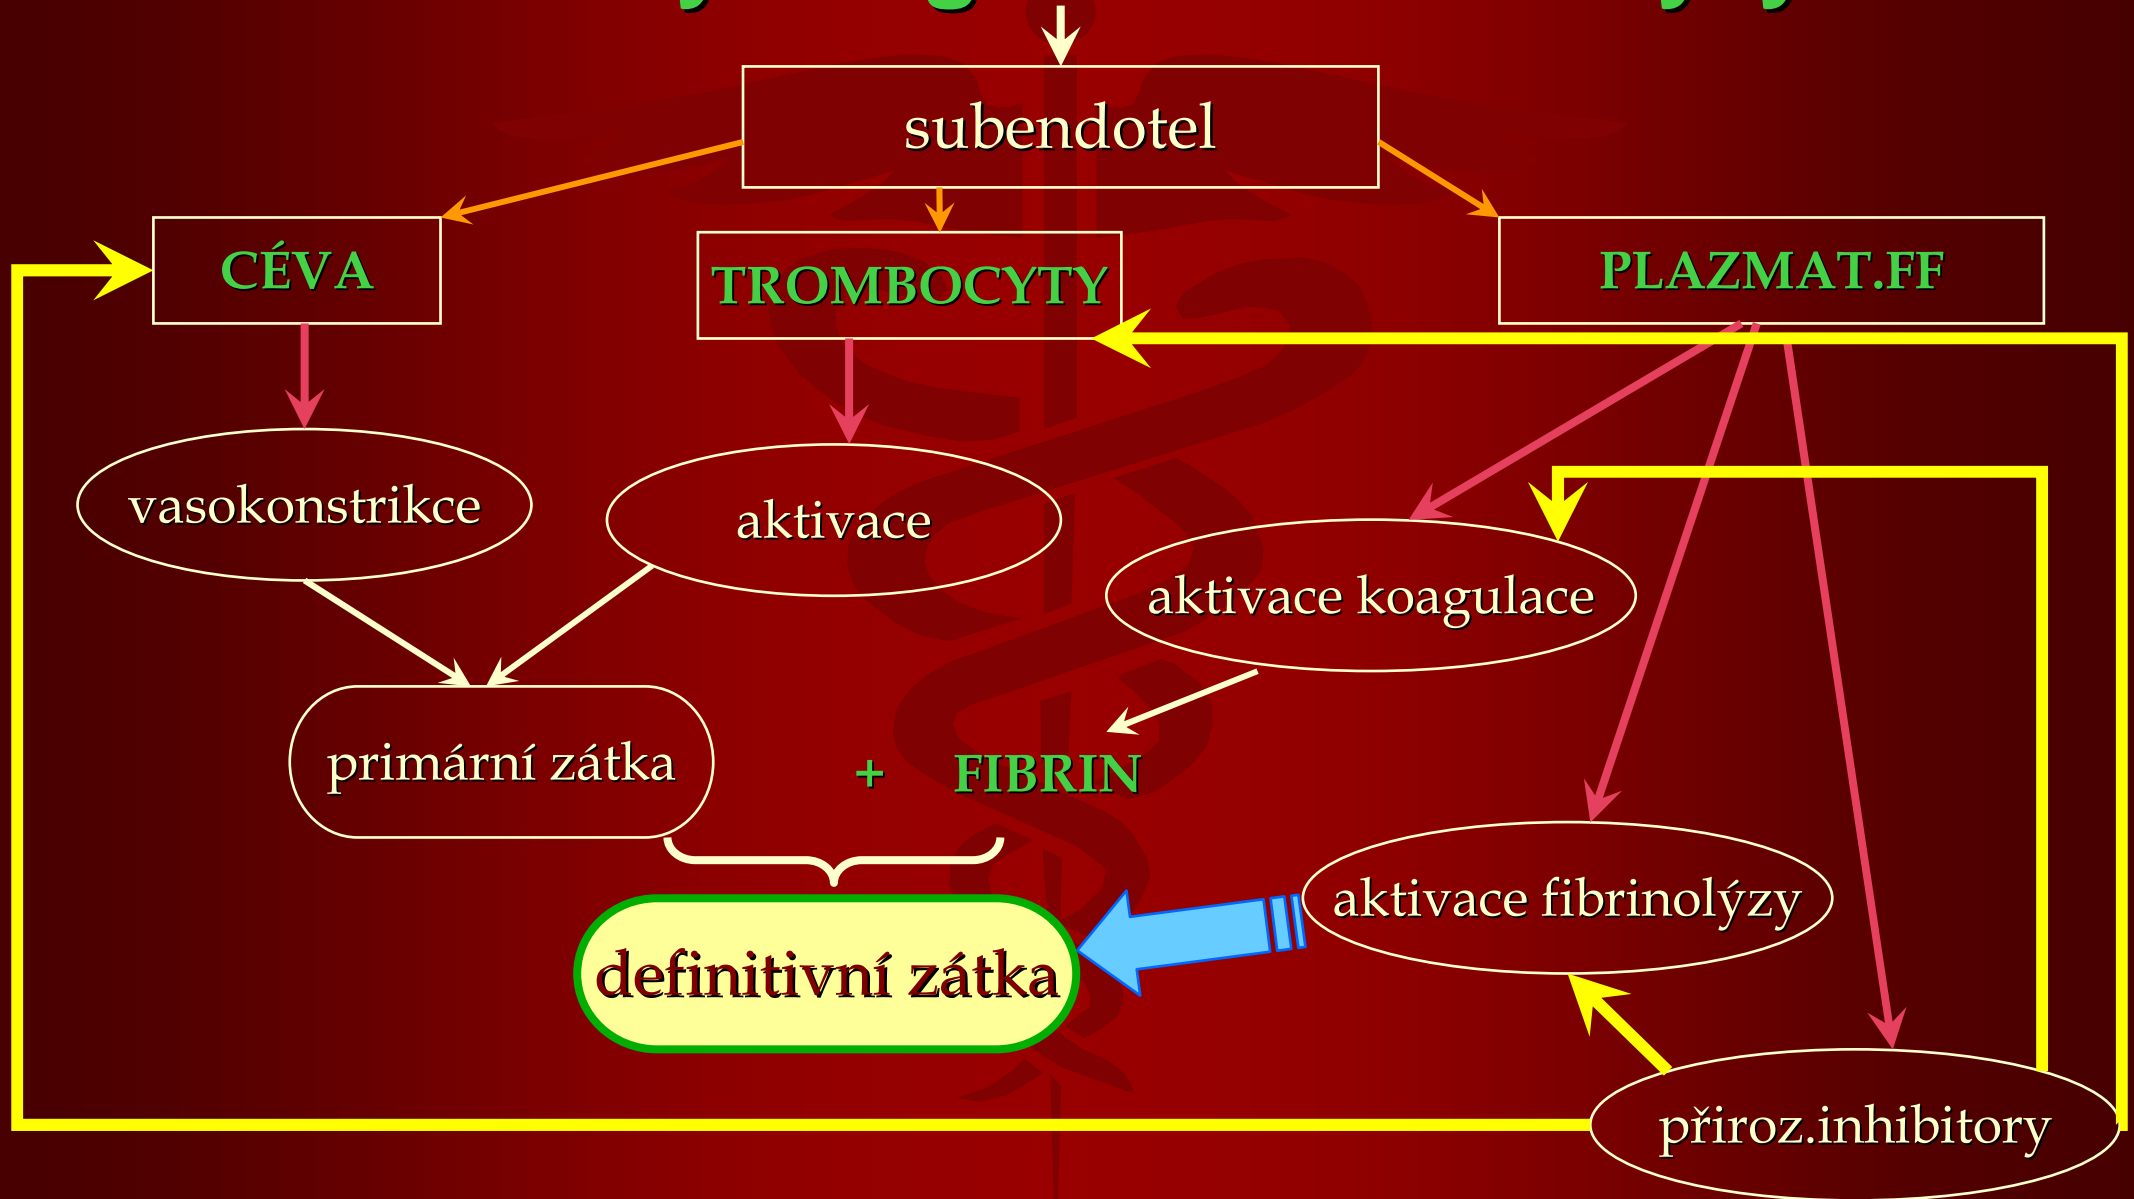 subendotel
CÉVA
TROMBOCYTY
PLAZMAT.FF
vasokonstrikce
aktivace
aktivace koagulace
primární zátka
+ FIBRIN
aktivace fibrinolýzy
definitivní zátka
přiroz.inhibitory